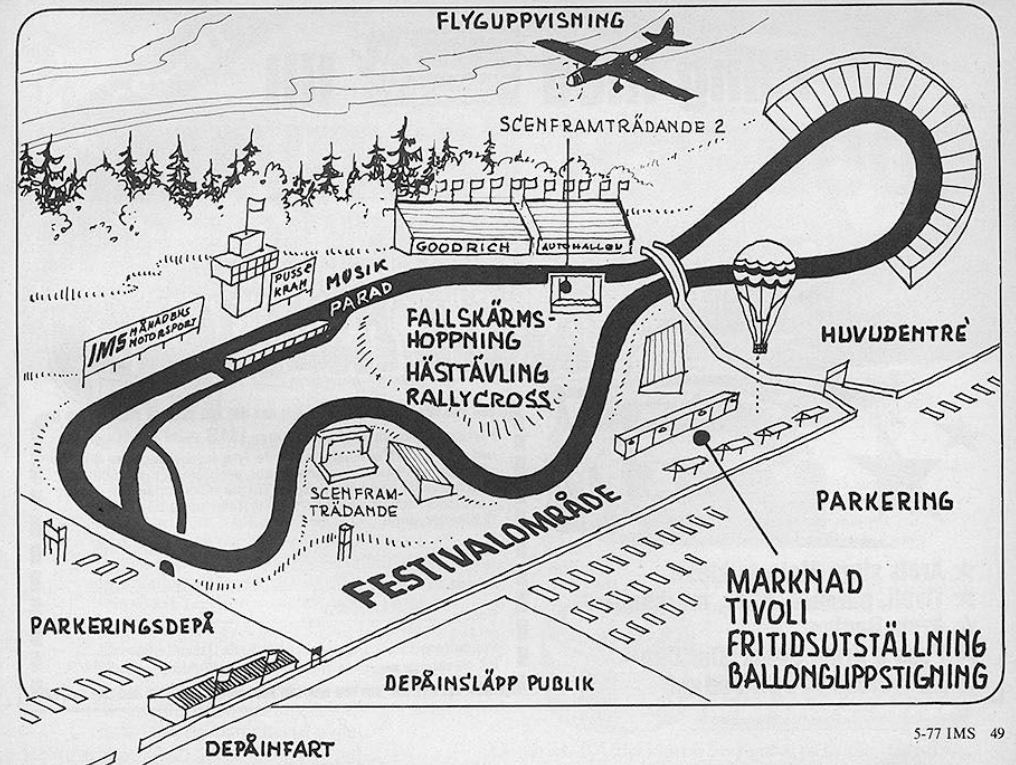 FLYGUPPVISNING
SCENFRAMTRÄDANDE 2
GOODRICH
AUTOHALLEN
PUSS &
KRAM
MUSIK
PARAD
IMS MÅNADENS
MOTORSPORT
FALLSKÄRMS-
HOPPNING
HÄSTTÄVLING
RALLYCROSS
HUVUDENTRÉ
SCENFRAM-
TRÄDANDE
FESTIVALOMRÅDE
PARKERING
MARKNAD
TIVOLI
FRITIDSUTSTÄLLNING
BALLONGUPPSTIGNING
PARKERINGSDEPÅ
DEPÅINSLÄPP PUBLIK
DEPÅINFART
5-77 IMS 49